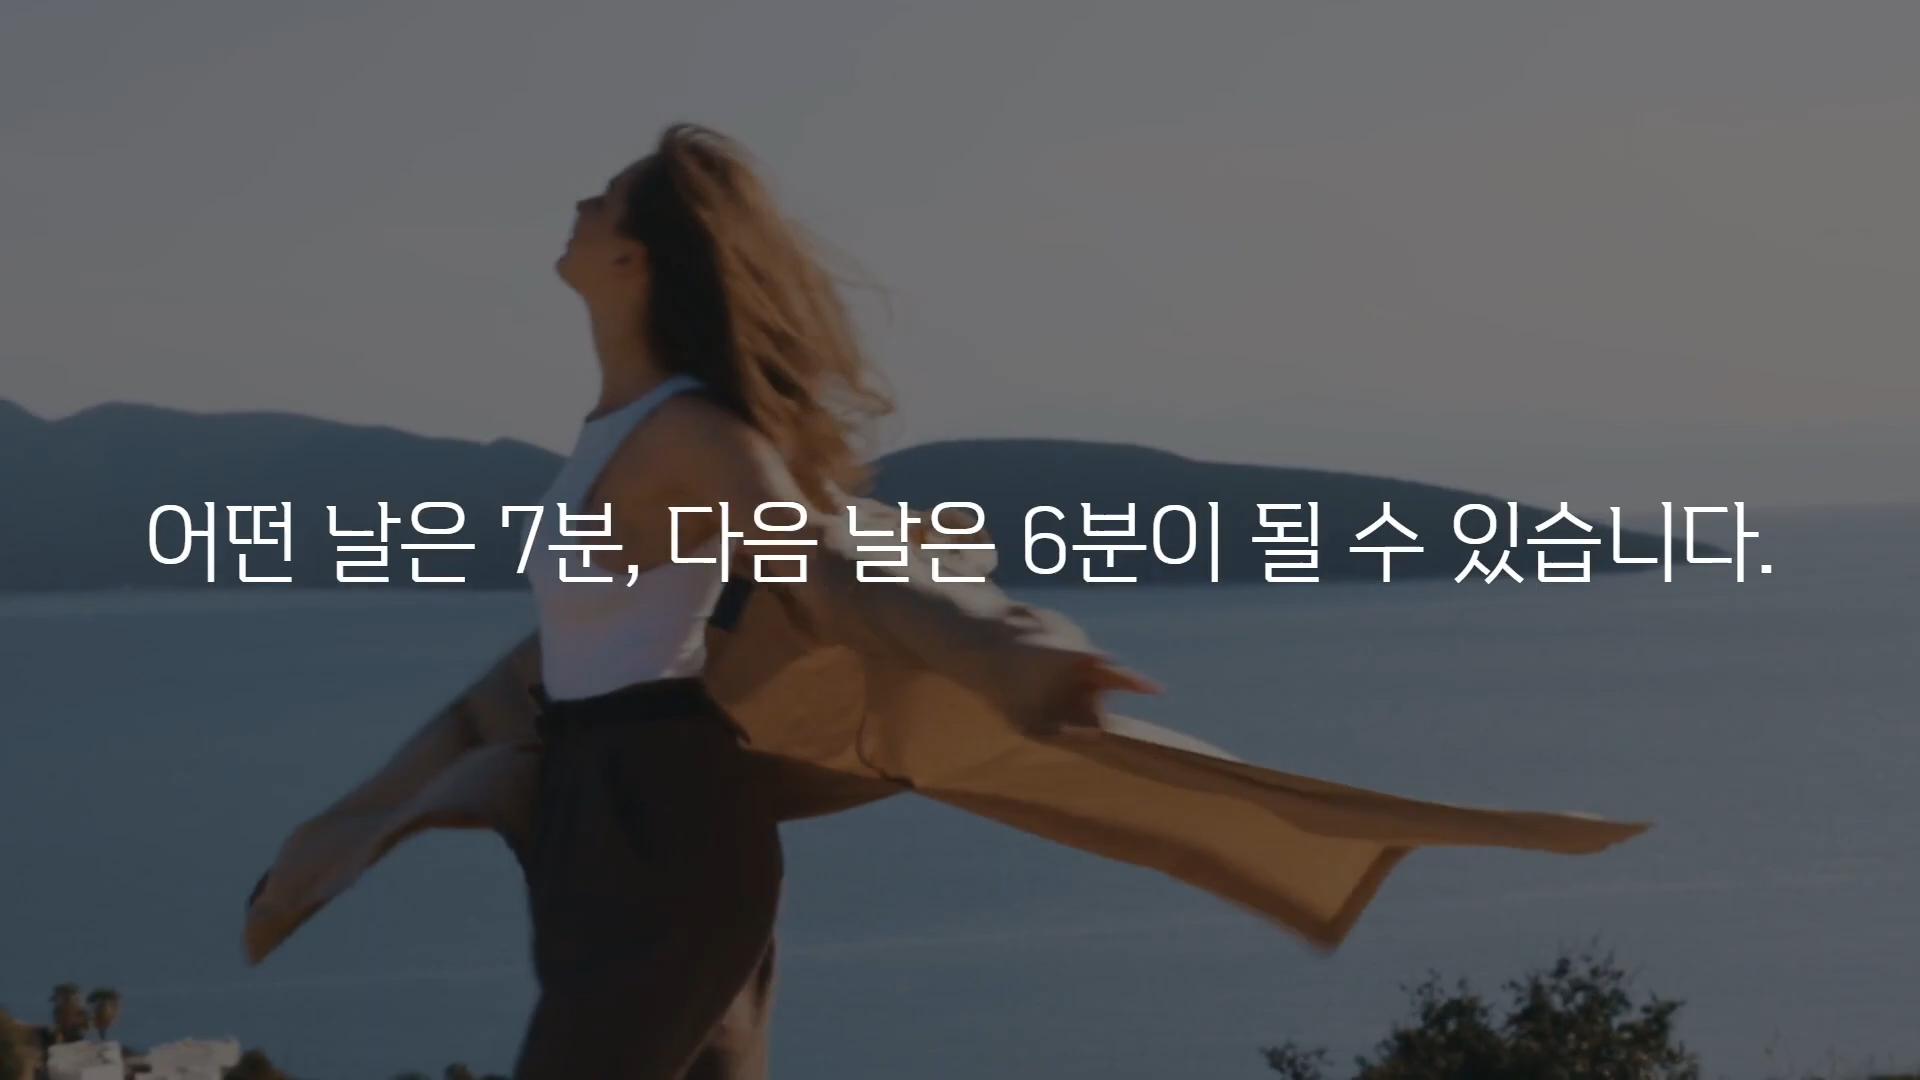 어떤 날은 7분, 다음 날은 6분이 될 수 있습니다.